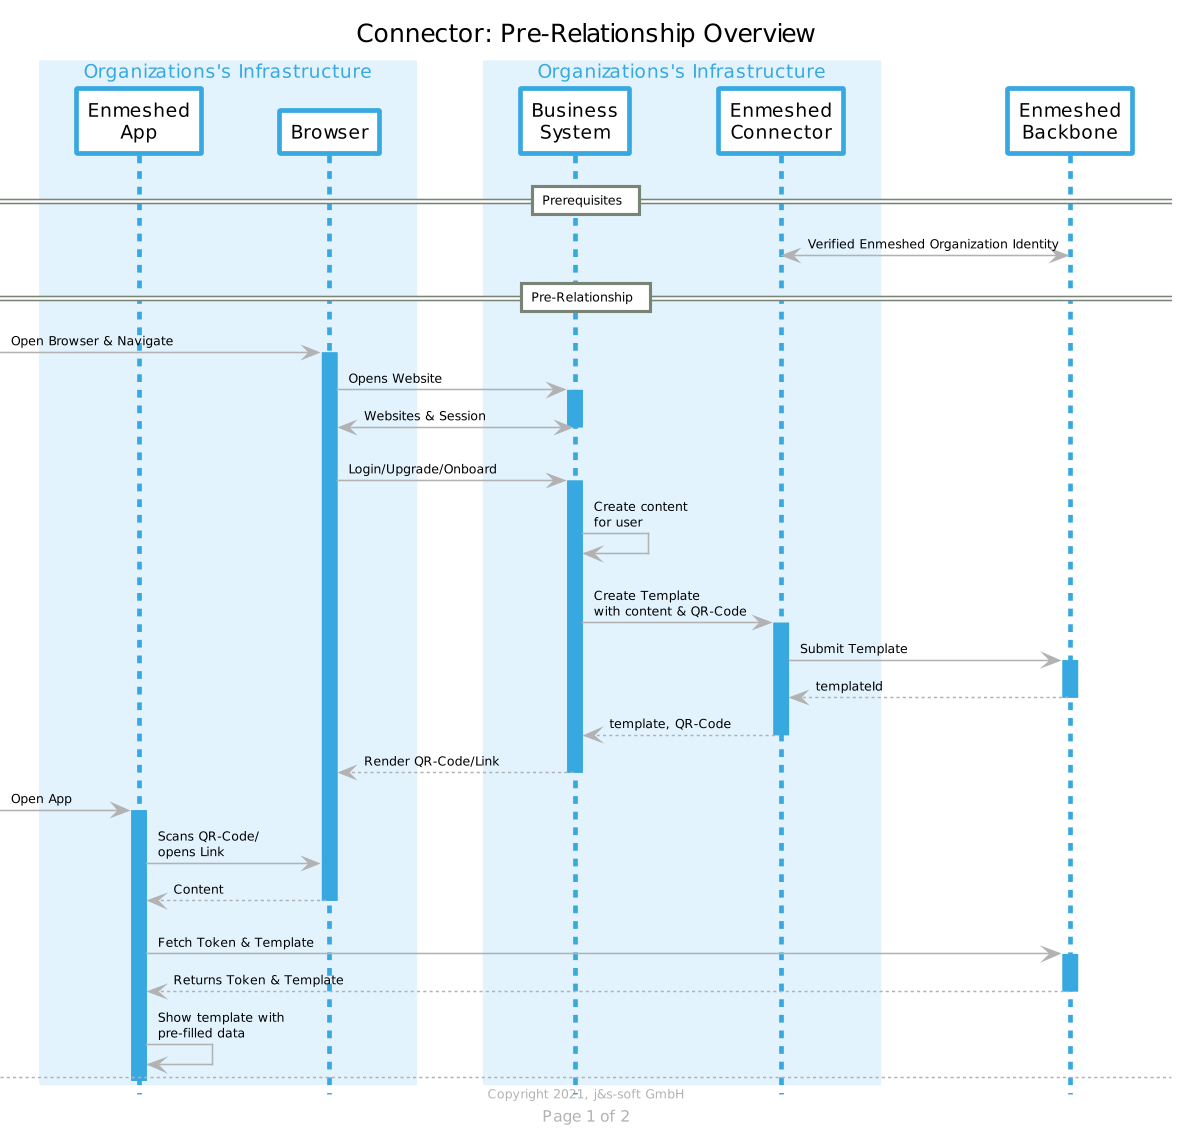 Connector: Pre-Relationship Overview
Organizations's Infrastructure
Organizations's Infrastructure
Enmeshed
App
Browser
Business
System
Enmeshed
Connector
Enmeshed
Backbone
Prerequisites
Verified Enmeshed Organization Identity
Pre-Relationship
Open Browser & Navigate
Opens Website
Websites & Session
Login/Upgrade/Onboard
Create content
for user
Create Template
with content & QR-Code
Submit Template
templateId
template, QR-Code
Render QR-Code/Link
Open App
Scans QR-Code/
opens Link
Content
Fetch Token & Template
Returns Token & Template
Show template with
pre-filled data
Copyright 2021, j&s-soft GmbH
Page 1 of 2